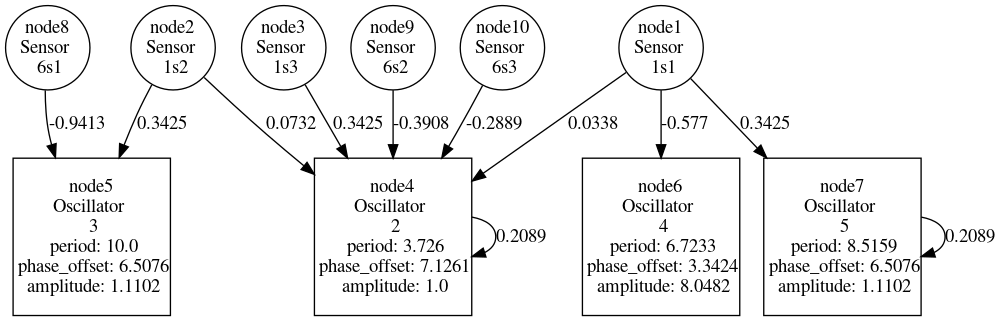 node8
Sensor
6s1
node2
Sensor
1s2
node3
Sensor
1s3
node9
Sensor
6s2
node10
Sensor
6s3
node1
Sensor
1s1
-0.9413
0.3425
0.0732
0.3425
-0.3908
-0.2889
0.0338
-0.577
0.3425
node5
Oscillator
3
period: 10.0
phase_offset: 6.5076
amplitude: 1.1102
node4
Oscillator
2
period: 3.726
phase_offset: 7.1261
amplitude: 1.0
0.2089
node6
Oscillator
4
period: 6.7233
phase_offset: 3.3424
amplitude: 8.0482
node7
Oscillator
5
period: 8.5159
phase_offset: 6.5076
amplitude: 1.1102
0.2089